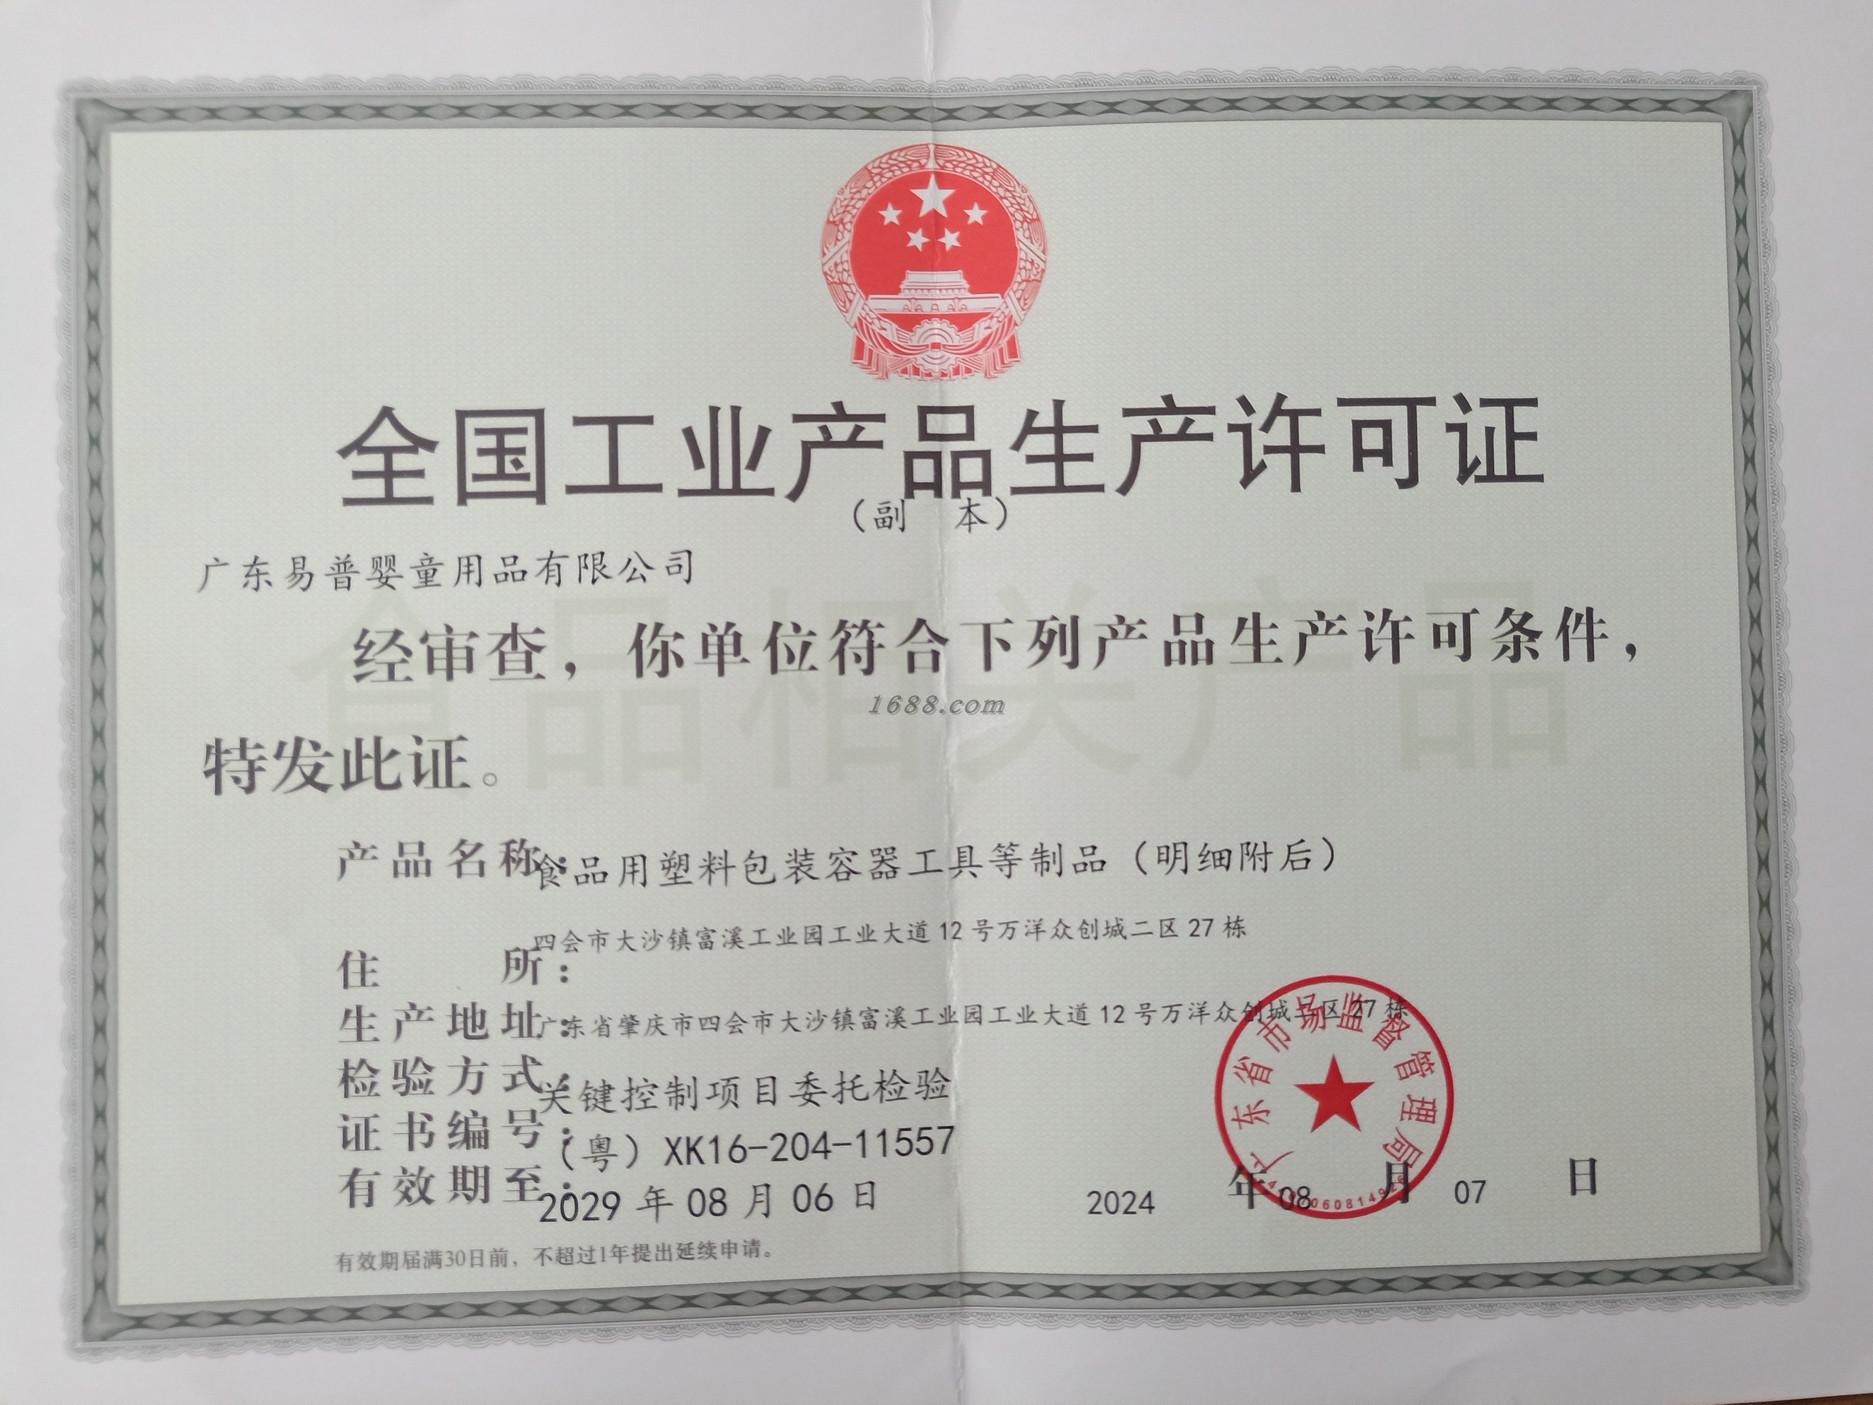 全国工业产品生产许可证
（副 本）
广东易普婴童用品有限公司
食品相关产品
经审查，你单位符合下列产品生产许可条件，
1688.com
特发此证。
产品名称：食品用塑料包装容器工具等制品（明细附后）
住 所：四会市大沙镇富溪工业园工业大道12号万洋众创城二区27栋
生产地址：广东省肇庆市四会市大沙镇富溪工业园工业大道12号万洋众创城二区27栋
检验方式：关键控制项目委托检验
证书编号：（粤）XK16-204-11557
有效期至：2029年08月06日
广东省市场监督管理局
2024 年 08 月 07 日
有效期届满30日前，不超过1年提出延续申请。